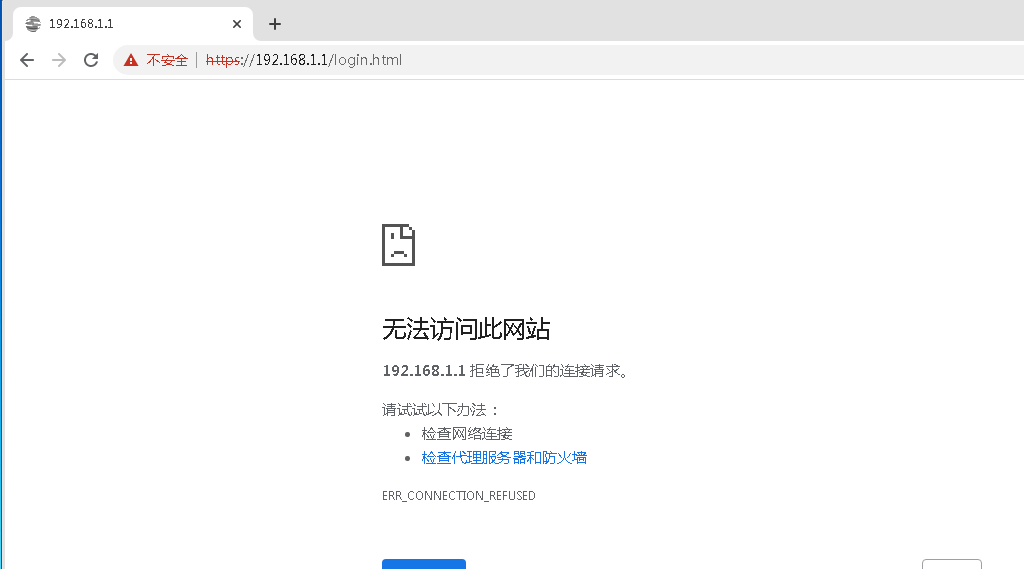 192.168.1.1
不安全 https://192.168.1.1/login.html
无法访问此网站
192.168.1.1 拒绝了我们的连接请求。
请试试以下办法：
检查网络连接
检查代理服务器和防火墙
ERR_CONNECTION_REFUSED